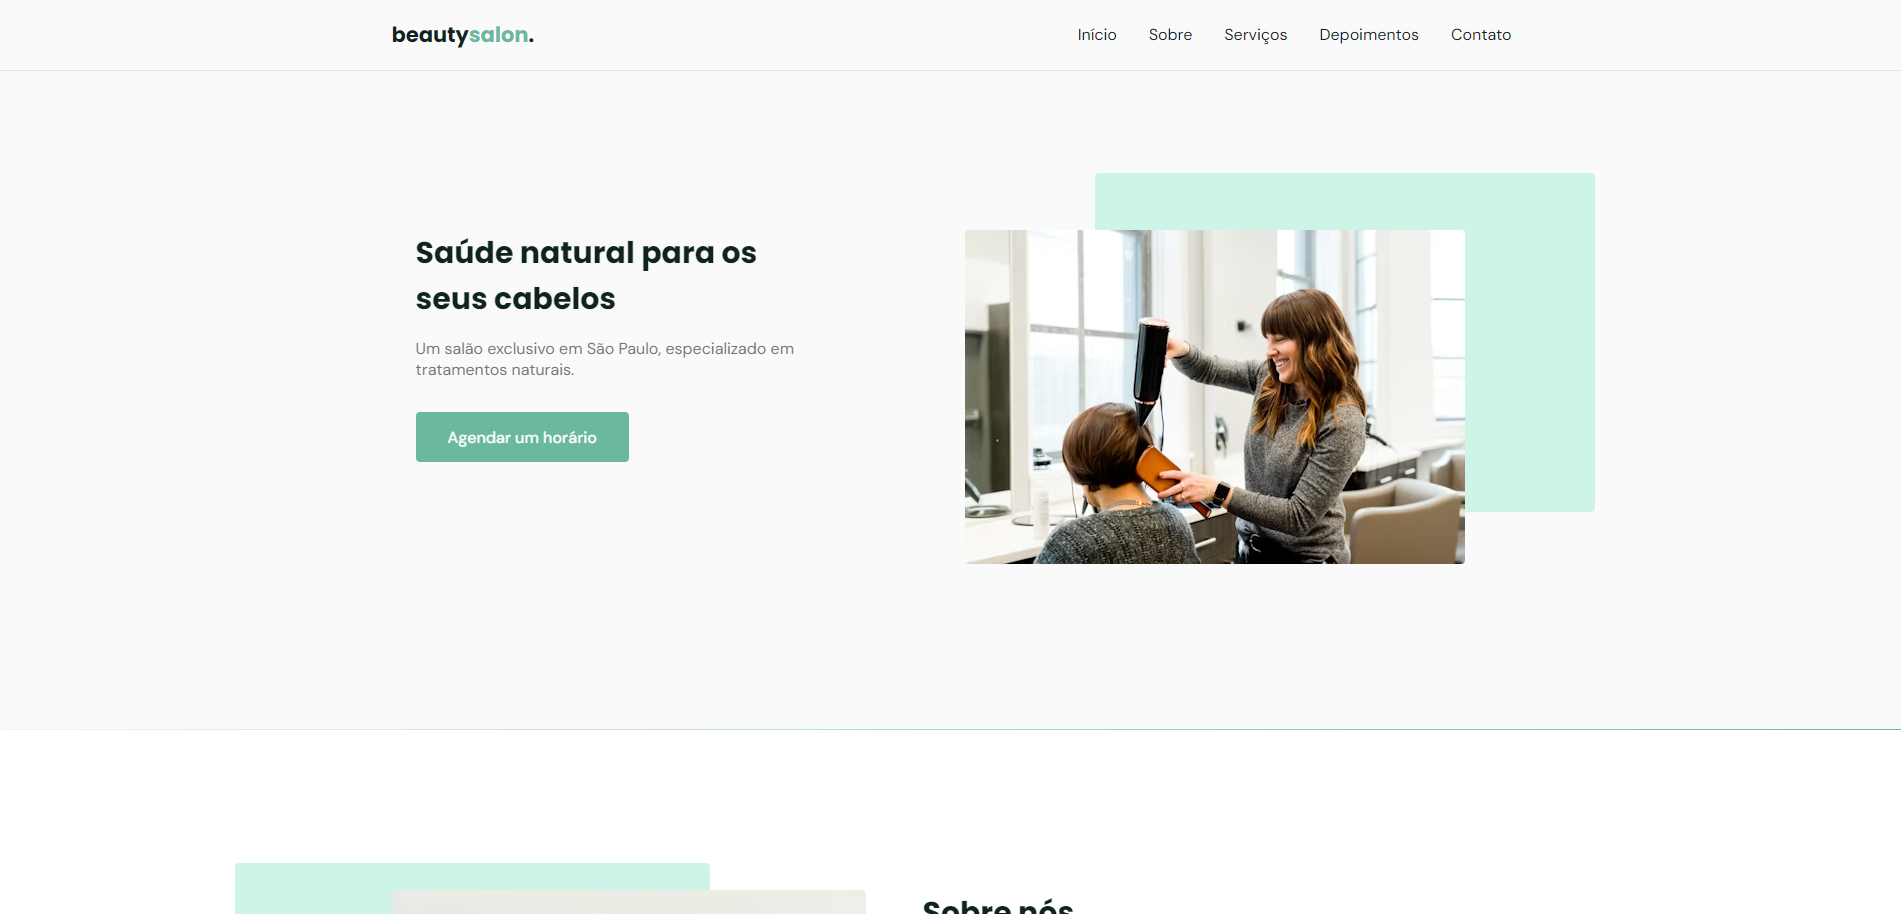 beautysalon.
Início Sobre Serviços Depoimentos Contato
Saúde natural para os
seus cabelos
Um salão exclusivo em São Paulo, especializado em
tratamentos naturais.
Agendar um horário
Sobre nós